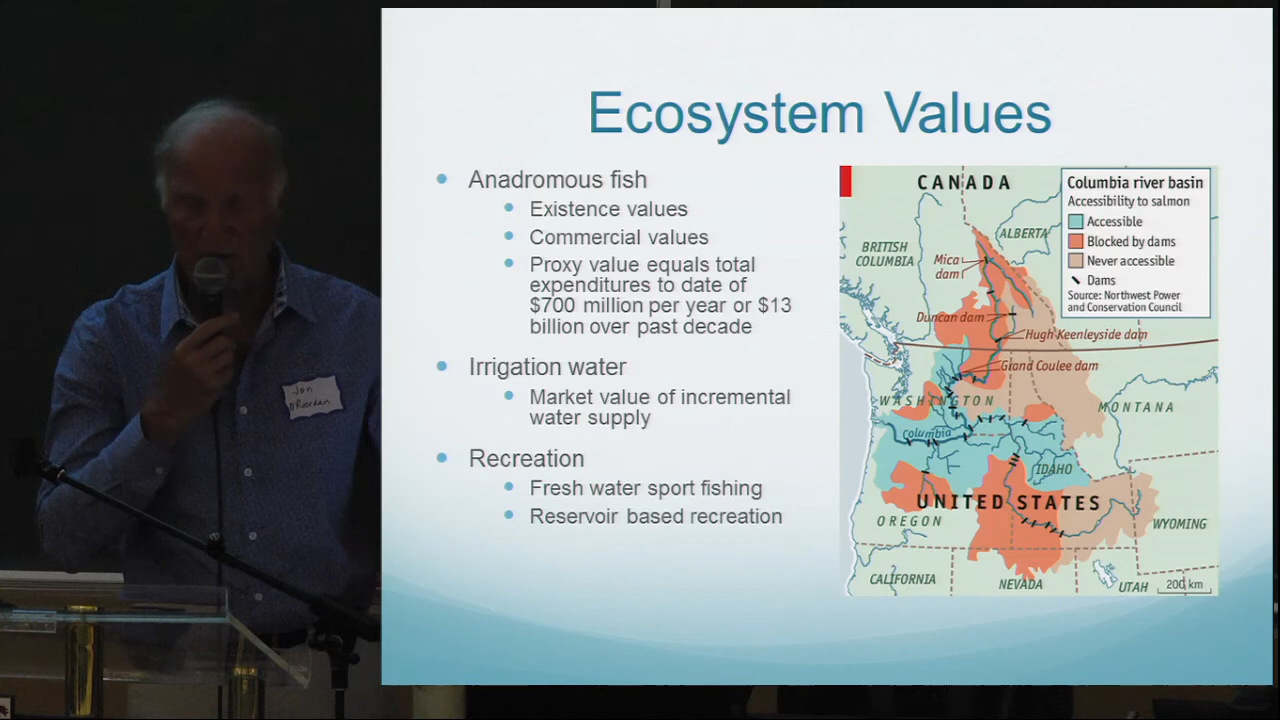 Ecosystem Values
Anadromous fish
Existence values
Commercial values
Proxy value equals total
expenditures to date of
$700 million per year or $13
billion over past decade
Irrigation water
Market value of incremental
water supply
Recreation
Fresh water sport fishing
Reservoir based recreation
CANADA
Columbia river basin
Accessibility to salmon
Accessible
Blocked by dams
Never accessible
Dams
Source: Northwest Power
and Conservation Council
ALBERTA
BRITISH
COLUMBIA
Mica
dam
Duncan dam
Hugh Keenleyside dam
Grand Coulee dam
WASHINGTON
MONTANA
Columbia
IDAHO
UNITED STATES
OREGON
WYOMING
CALIFORNIA
NEVADA
UTAH
200 km
Jon
O'Riordan